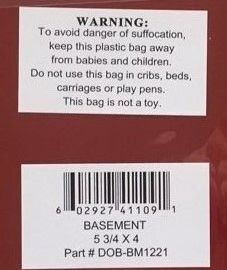 WARNING:
To avoid danger of suffocation,
keep this plastic bag away
from babies and children.
Do not use this bag in cribs, beds,
carriages or play pens.
This bag is not a toy.
6 02927 41109 1
BASEMENT
5 3/4 X 4
Part # DOB-BM1221